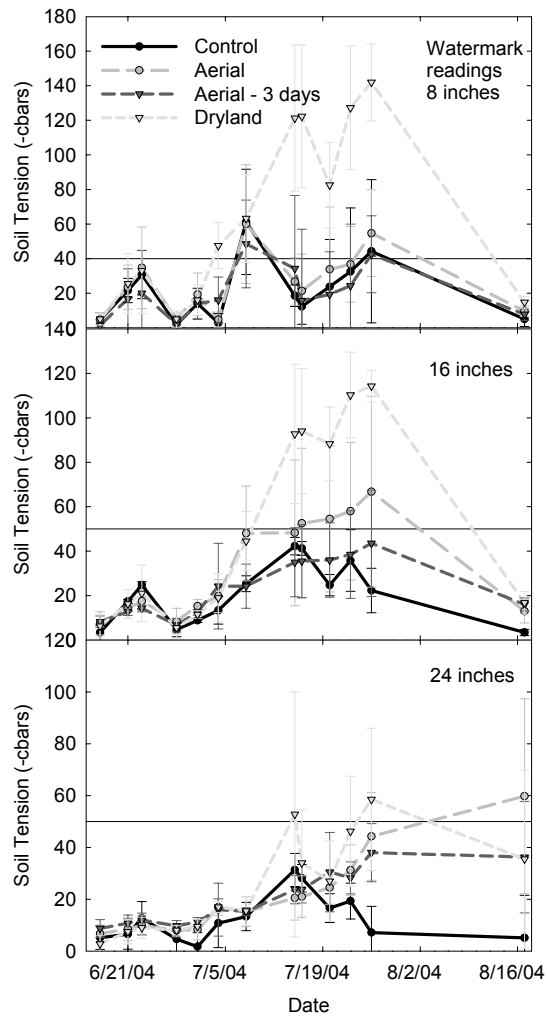 180
160
140
120
100
80
60
40
20
Soil Tension (-cbars)
Control
Aerial
Aerial - 3 days
Dryland
Watermark
readings
8 inches
140
120
100
80
60
40
20
Soil Tension (-cbars)
16 inches
120
100
80
60
40
20
0
Soil Tension (-cbars)
24 inches
6/21/04 7/5/04 7/19/04 8/2/04 8/16/04
Date